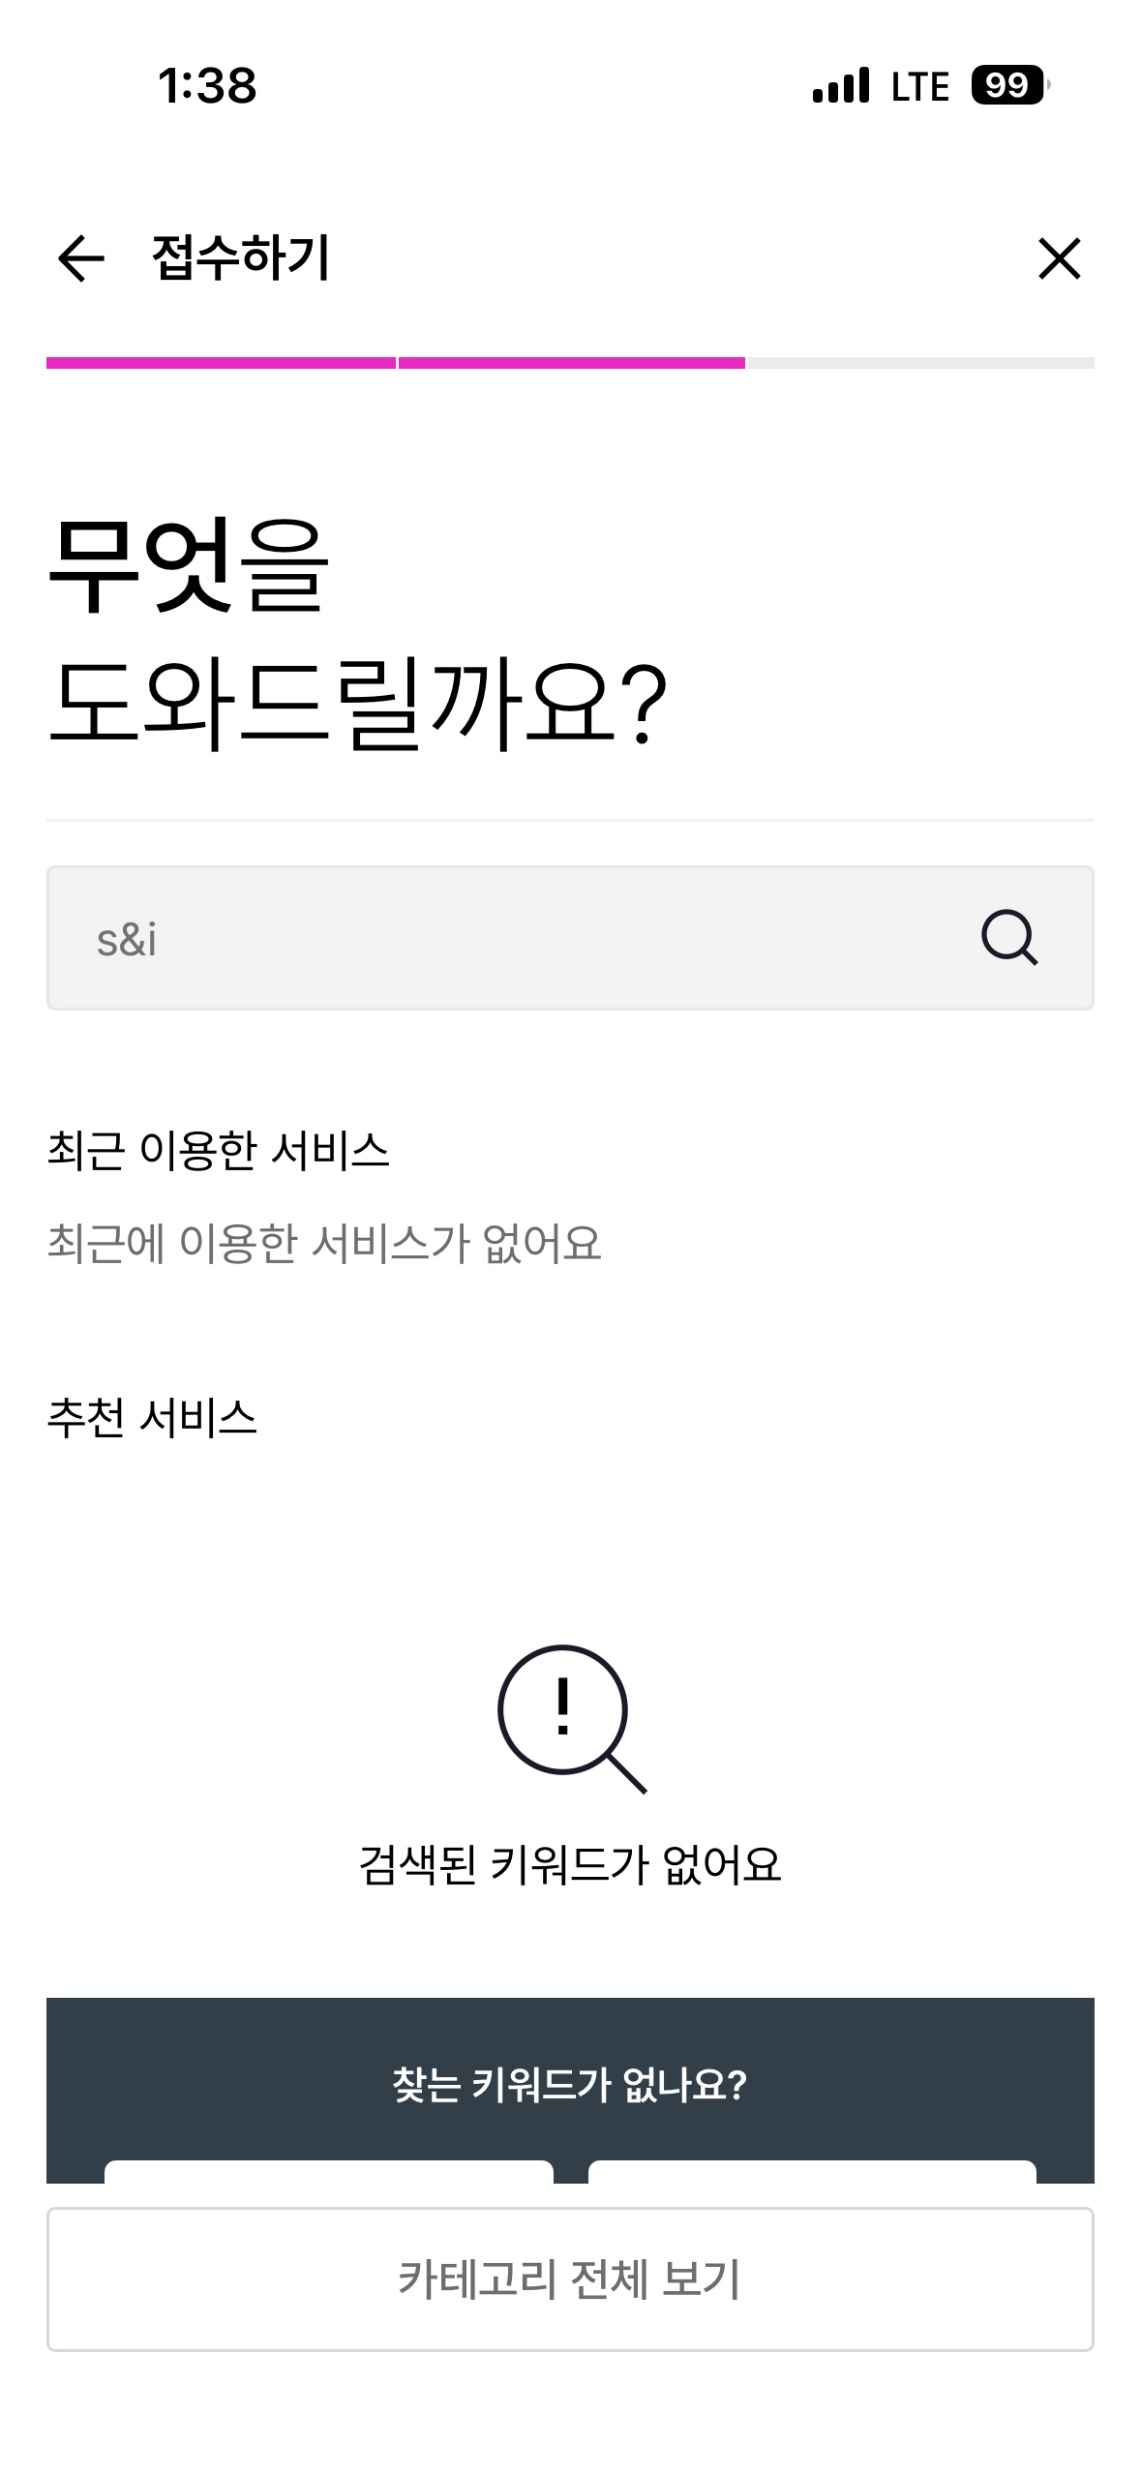 1:38
LTE 99
접수하기
무엇을
도와드릴까요?
s&i
최근 이용한 서비스
최근에 이용한 서비스가 없어요
추천 서비스
검색된 키워드가 없어요
찾는 키워드가 없나요?
카테고리 전체 보기